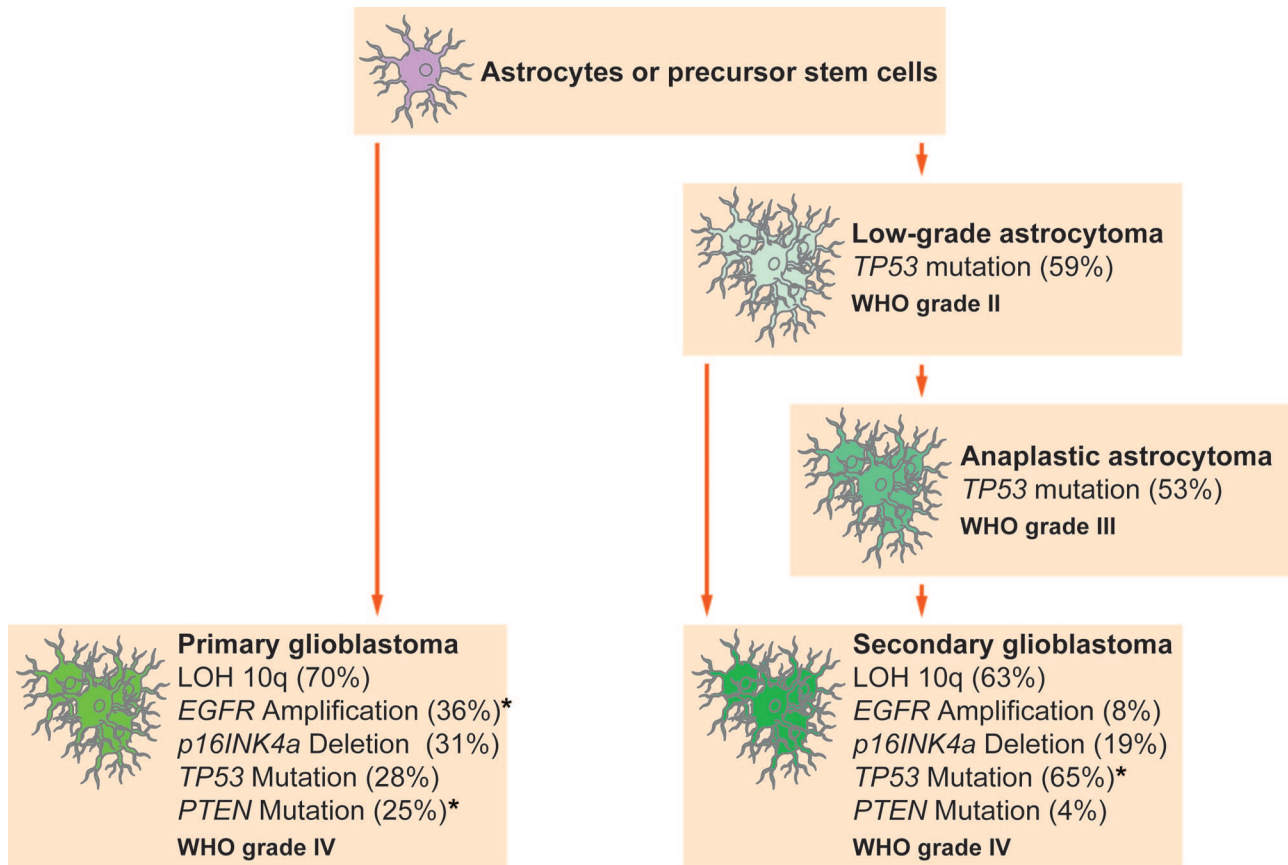 Astrocytes or precursor stem cells
Low-grade astrocytoma
TP53 mutation (59%)
WHO grade II
Anaplastic astrocytoma
TP53 mutation (53%)
WHO grade III
Primary glioblastoma
LOH 10q (70%)
EGFR Amplification (36%)*
p16INK4a Deletion (31%)
TP53 Mutation (28%)
PTEN Mutation (25%)*
WHO grade IV
Secondary glioblastoma
LOH 10q (63%)
EGFR Amplification (8%)
p16INK4a Deletion (19%)
TP53 Mutation (65%)*
PTEN Mutation (4%)
WHO grade IV